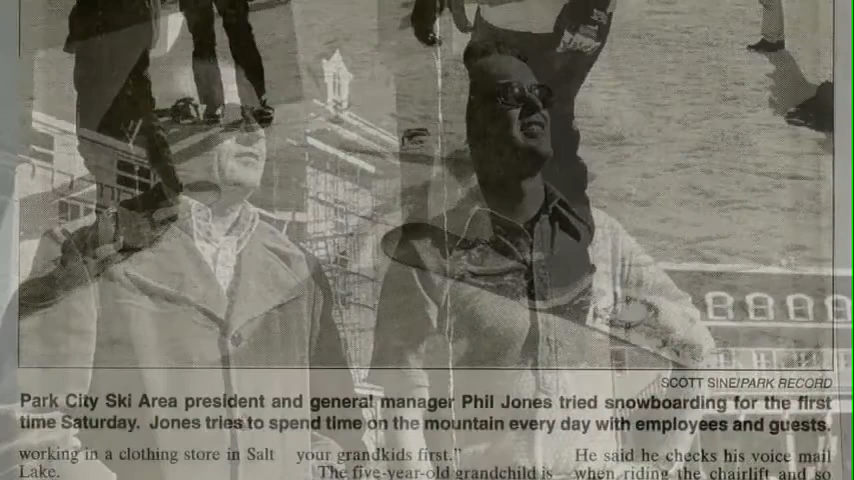 SCOTT SINE/PARK RECORD
Park City Ski Area president and general manager Phil Jones tried snowboarding for the first
time Saturday. Jones tries to spend time on the mountain every day with employees and guests.
working in a clothing store in Salt
Lake.
your grandkids first."
The five-year-old grandchild is
He said he checks his voice mail
when riding the chairlift and so